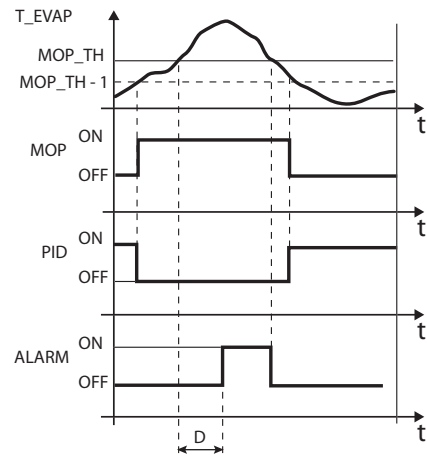 T_EVAP
MOP_TH
MOP_TH - 1
t
MOP
ON
OFF
t
PID
ON
OFF
t
ALARM
ON
OFF
t
D